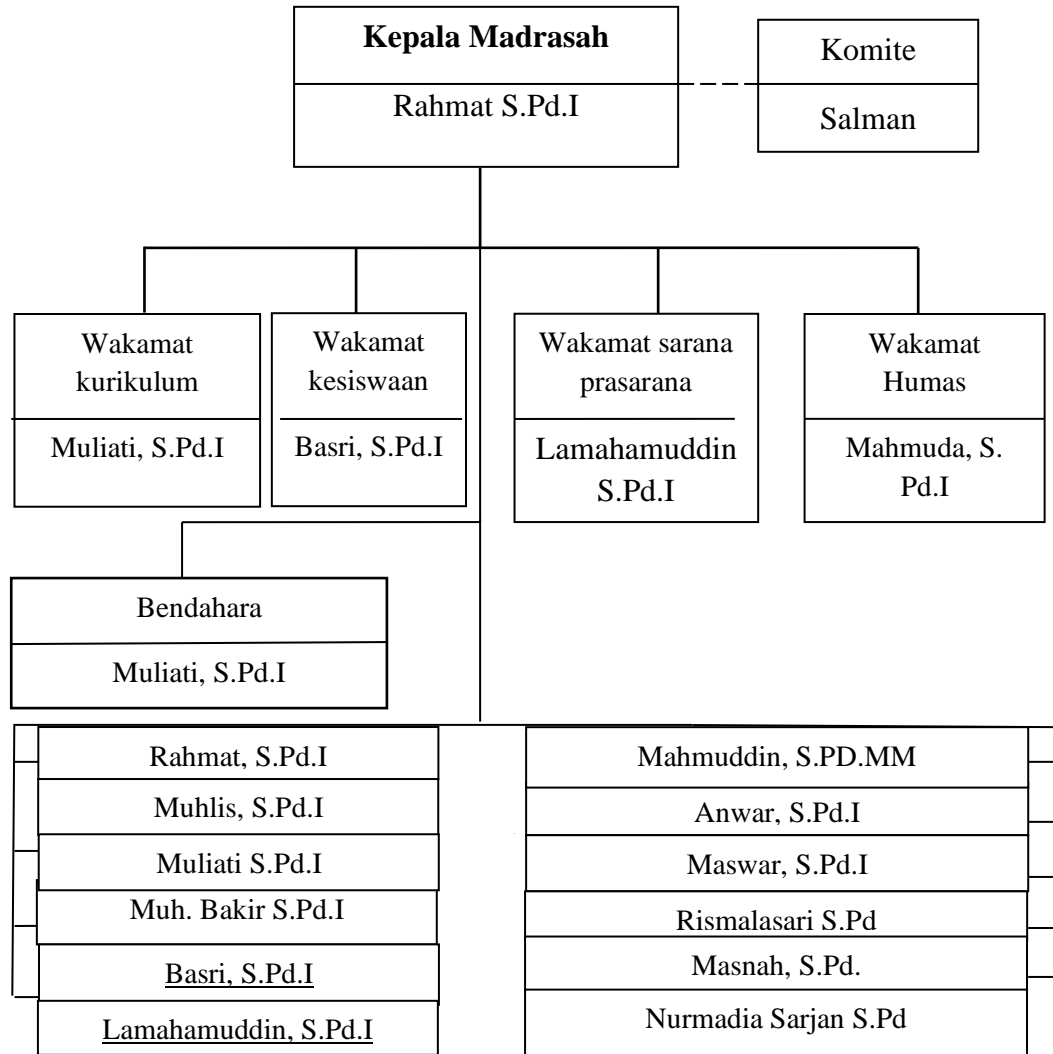 Kepala Madrasah
Rahmat S.Pd.I
Komite
Salman
Wakamat
kurikulum
Muliati, S.Pd.I
Wakamat
kesiswaan
Basri, S.Pd.I
Wakamat sarana
prasarana
Lamahamuddin
S.Pd.I
Wakamat
Humas
Mahmuda, S.
Pd.I
Bendahara
Muliati, S.Pd.I
Rahmat, S.Pd.I
Muhlis, S.Pd.I
Muliati S.Pd.I
Muh. Bakir S.Pd.I
Basri, S.Pd.I
Lamahamuddin, S.Pd.I
Mahmuddin, S.PD.MM
Anwar, S.Pd.I
Maswar, S.Pd.I
Rismalasari S.Pd
Masnah, S.Pd.
Nurmadia Sarjan S.Pd